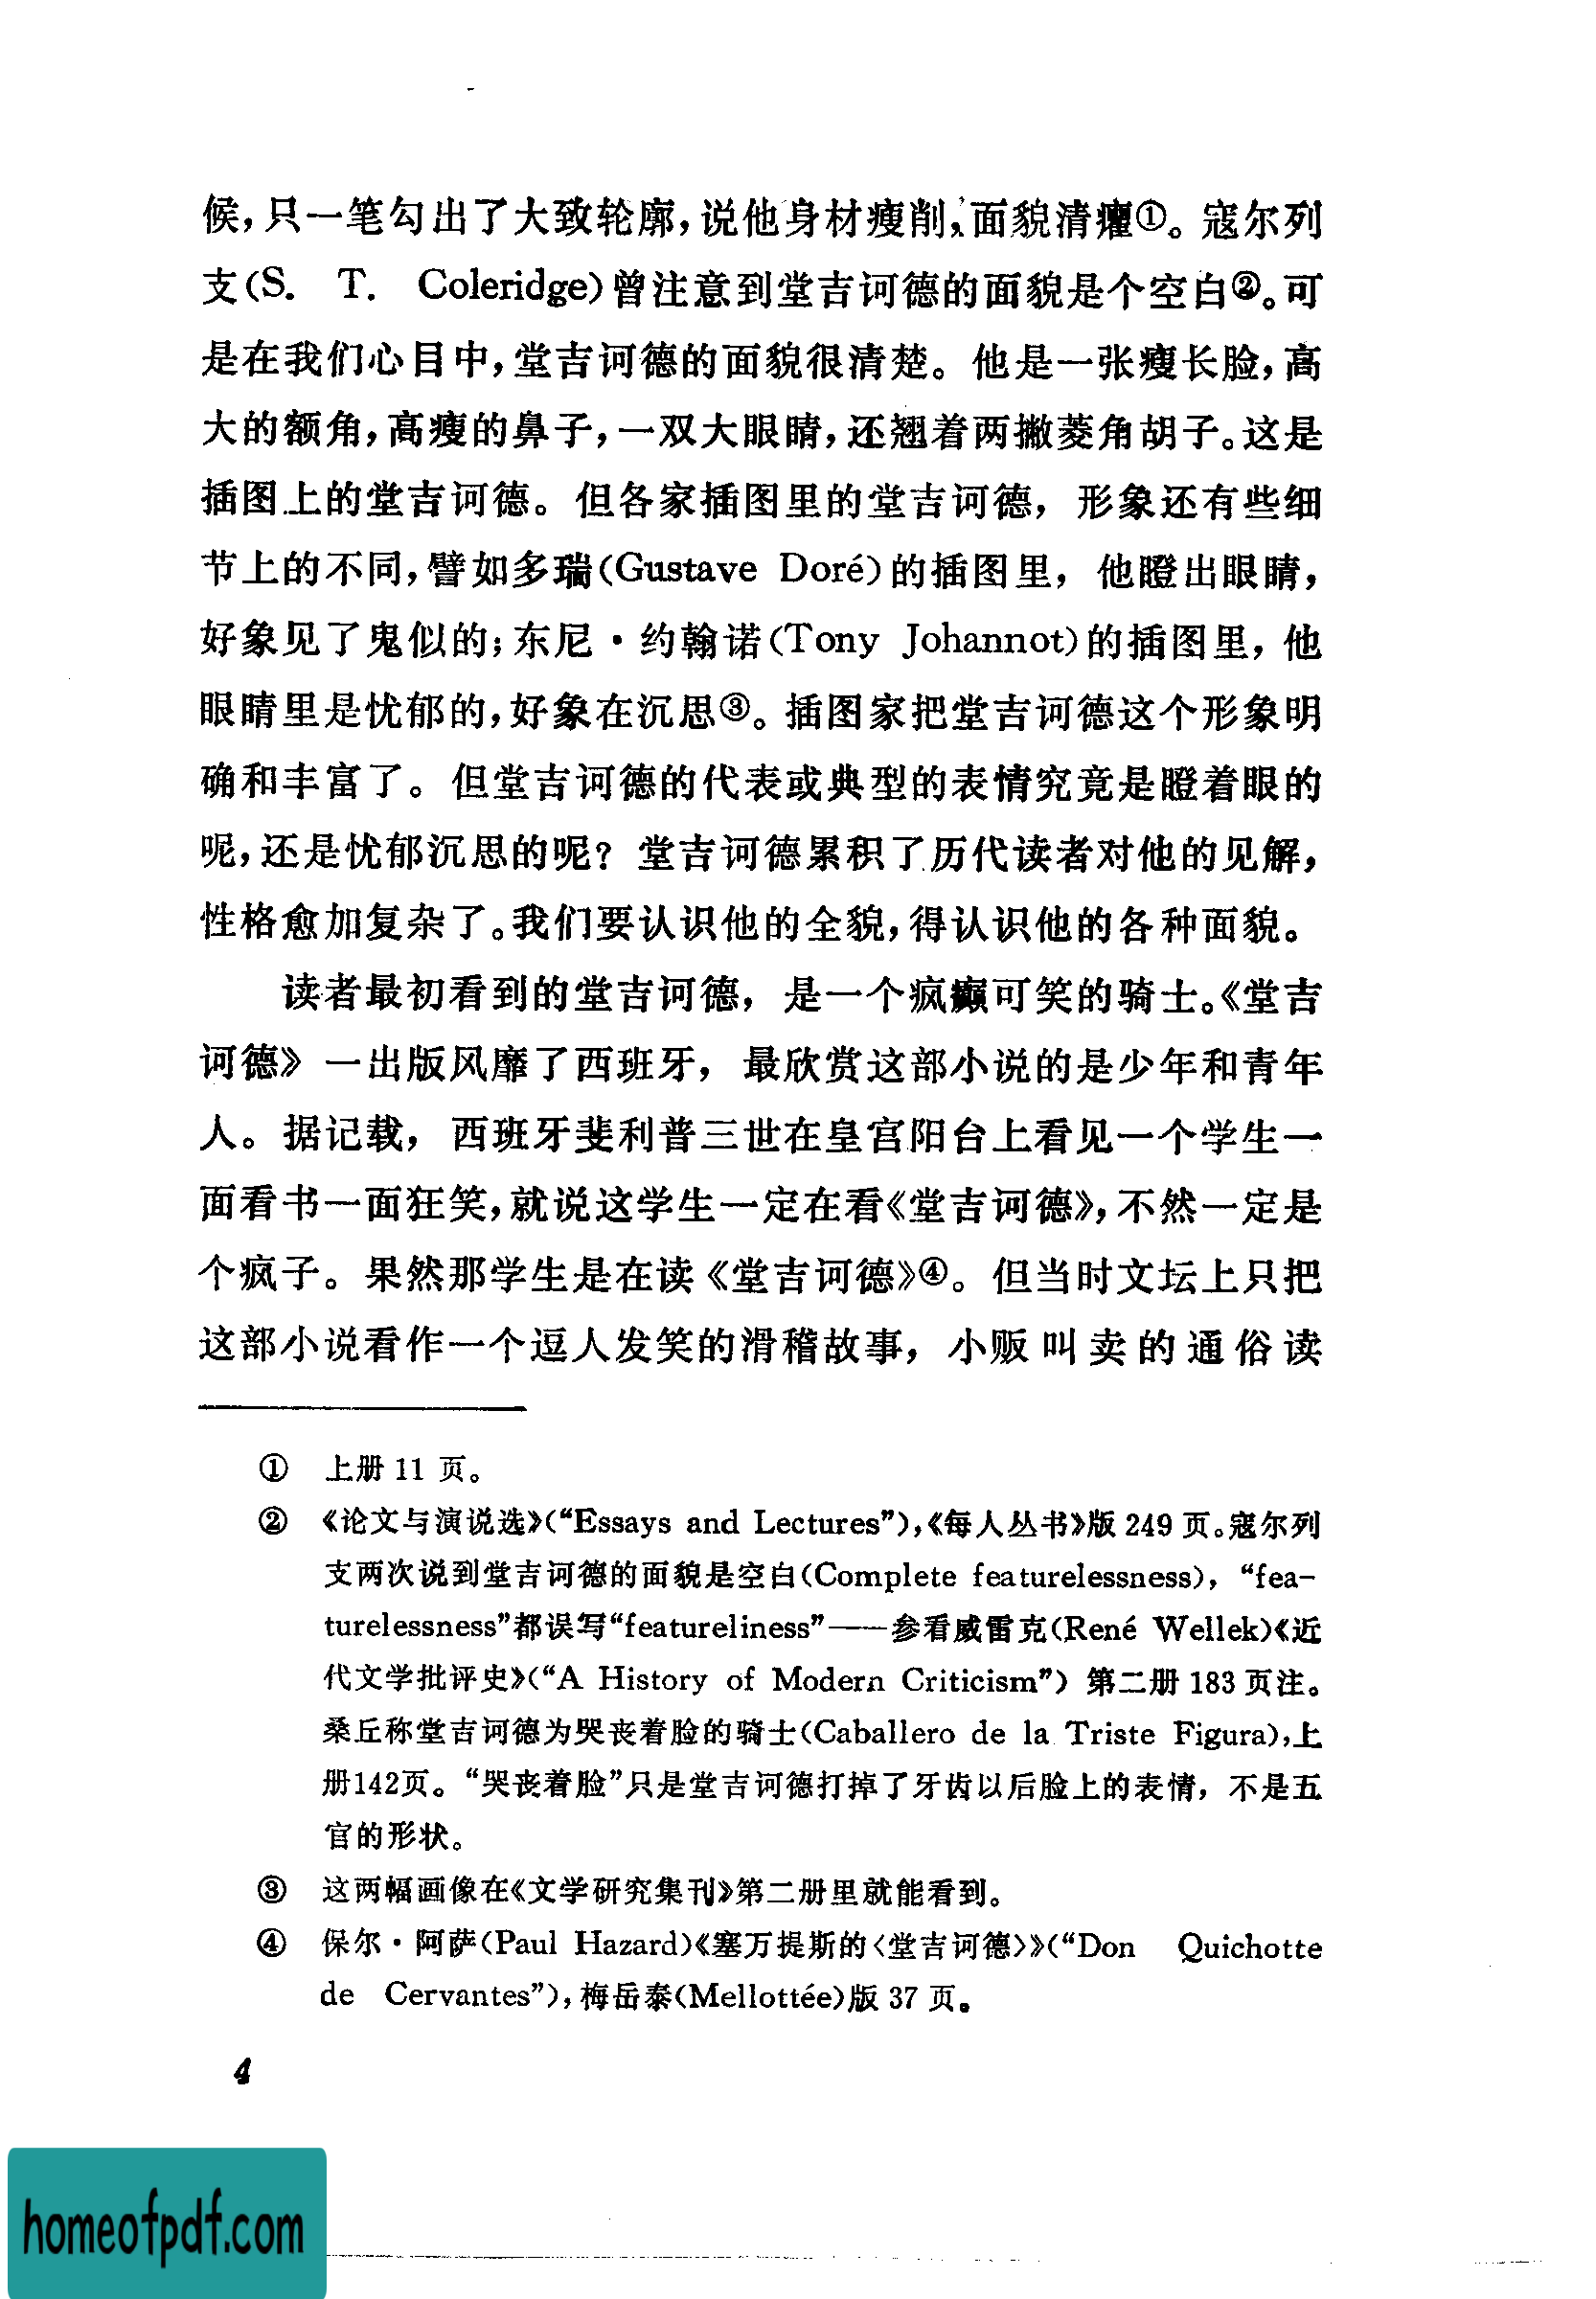 候，只一笔勾出了大致轮廓，说他身材瘦削，面貌清癯①。寇尔列
支(S. T. Coleridge)曾注意到堂吉诃德的面貌是个空白②。可
是在我们心目中，堂吉诃德的面貌很清楚。他是一张瘦长脸，高
大的额角，高瘦的鼻子，一双大眼睛，还翘着两撇菱角胡子。这是
插图上的堂吉诃德。但各家插图里的堂吉诃德，形象还有些细
节上的不同，譬如多瑞(Gustave Doré)的插图里，他瞪出眼睛，
好象见了鬼似的；东尼·约翰诺(Tony Johannot)的插图里，他
眼睛里是忧郁的，好象在沉思③。插图家把堂吉诃德这个形象明
确和丰富了。但堂吉诃德的代表或典型的表情究竟是瞪着眼的
呢，还是忧郁沉思的呢？堂吉诃德累积了历代读者对他的见解，
性格愈加复杂了。我们要认识他的全貌，得认识他的各种面貌。
读者最初看到的堂吉诃德，是一个疯癫可笑的骑士。《堂吉
诃德》一出版风靡了西班牙，最欣赏这部小说的是少年和青年
人。据记载，西班牙斐利普三世在皇宫阳台上看见一个学生一
面看书一面狂笑，就说这学生一定在看《堂吉诃德》，不然一定是
个疯子。果然那学生是在读《堂吉诃德》④。但当时文坛上只把
这部小说看作一个逗人发笑的滑稽故事，小贩叫卖的通俗读
① 上册 11 页。
② 《论文与演说选》(“Essays and Lectures”)，《每人丛书》版 249 页。寇尔列
支两次说到堂吉诃德的面貌是空白(Complete featurelessness)，“fea-
turelessness”都误写“featureliness”——参看威雷克(René Wellek)《近
代文学批评史》(“A History of Modern Criticism”) 第二册 183 页注。
桑丘称堂吉诃德为哭丧着脸的骑士(Caballero de la Triste Figura)，上
册142页。“哭丧着脸”只是堂吉诃德打掉了牙齿以后脸上的表情，不是五
官的形状。
③ 这两幅画像在《文学研究集刊》第二册里就能看到。
④ 保尔·阿萨(Paul Hazard)《塞万提斯的〈堂吉诃德〉》(“Don Quichotte
de Cervantes”)，梅岳泰(Mellottée)版 37 页。
4
homeofpdf.com